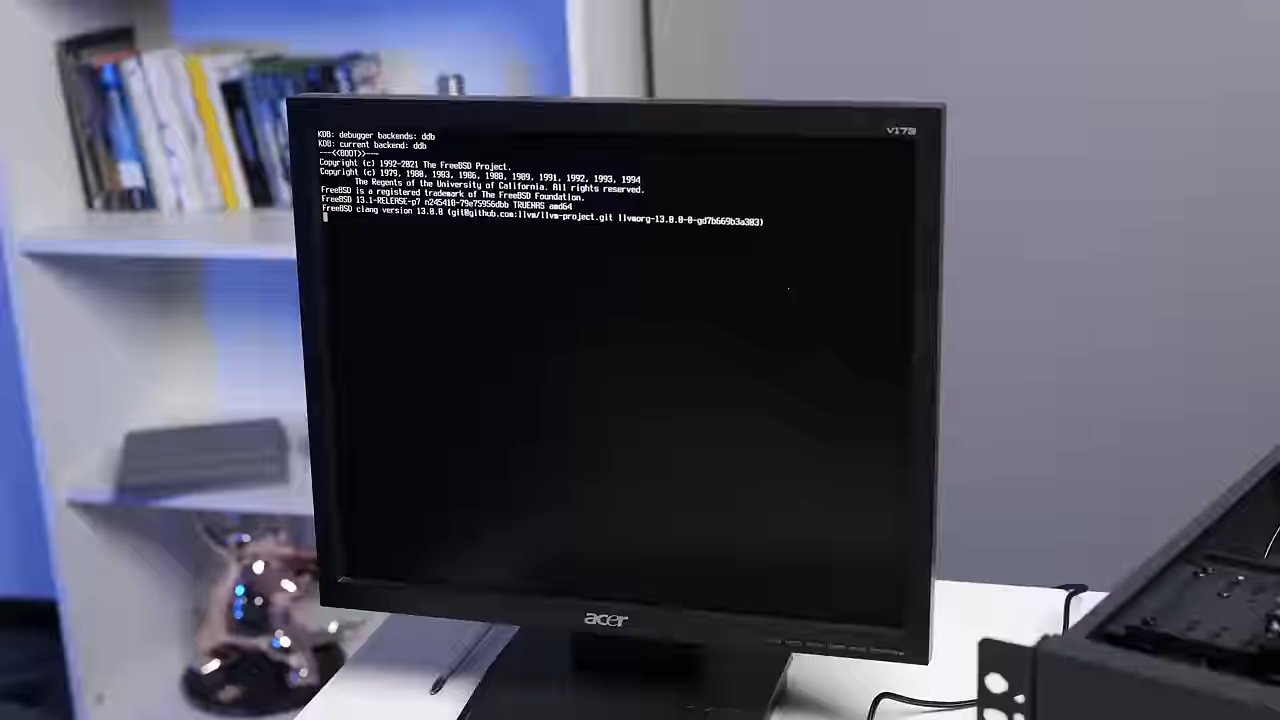 V173
KDB: debugger backends: ddb
KDB: current backend: ddb
---<<BOOT>>---
Copyright (c) 1992-2021 The FreeBSD Project.
Copyright (c) 1979, 1980, 1983, 1986, 1988, 1989, 1991, 1992, 1993, 1994
The Regents of the University of California. All rights reserved.
FreeBSD is a registered trademark of The FreeBSD Foundation.
FreeBSD 13.1-RELEASE-p7 n245410-79e75956dbb TRUENAS amd64
FreeBSD clang version 13.0.0 (git@github.com:llvm/llvm-project.git llvmorg-13.0.0-0-gd7b669b3a303)
acer